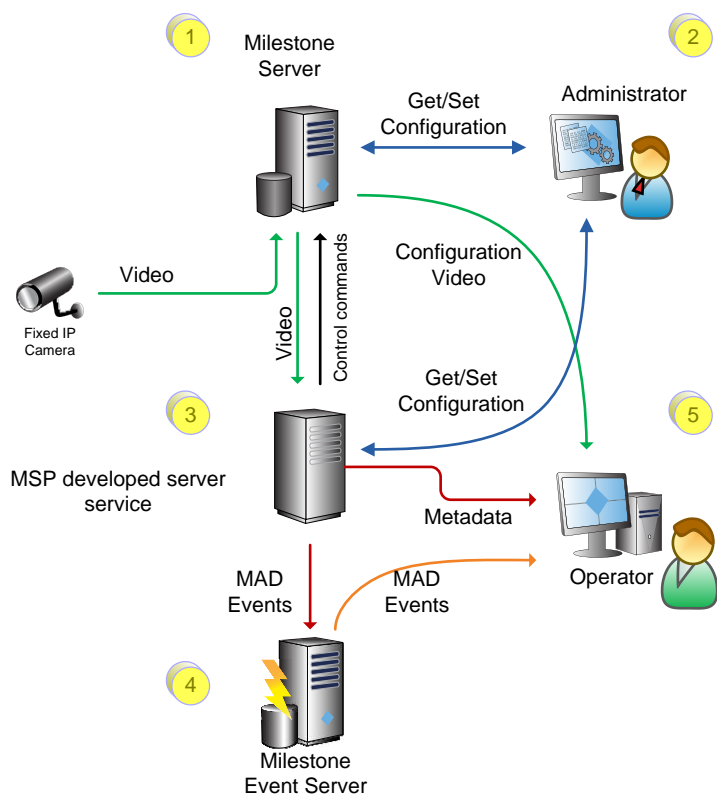 1
Milestone
Server
2
Administrator
Get/Set
Configuration
Configuration
Video
Video
Fixed IP
Camera
Video
Control commands
Get/Set
Configuration
3
5
MSP developed server
service
Metadata
Operator
MAD
Events
MAD
Events
4
Milestone
Event Server